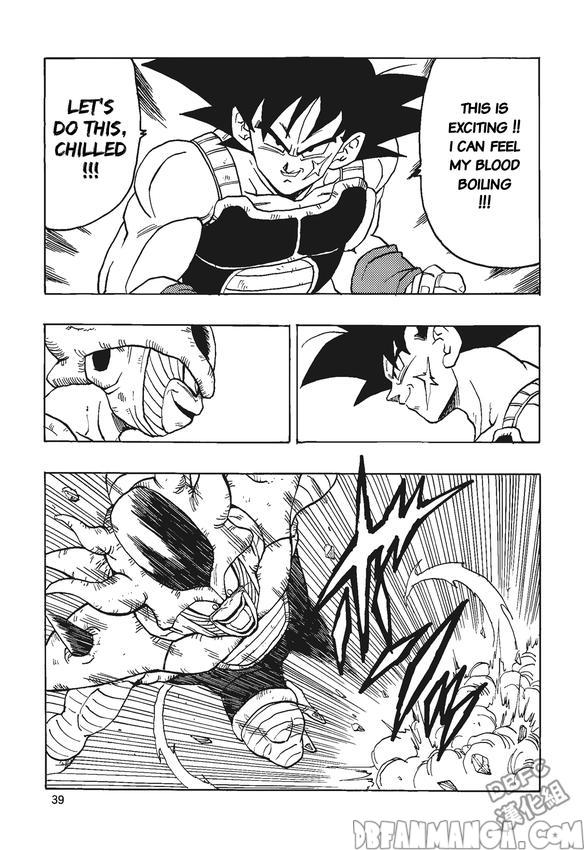 THIS IS
EXCITING !!
I CAN FEEL
MY BLOOD
BOILING
!!!
LET'S
DO THIS,
CHILLED
!!!
39
DBFC
漢化組
DBFANMANGA.COM